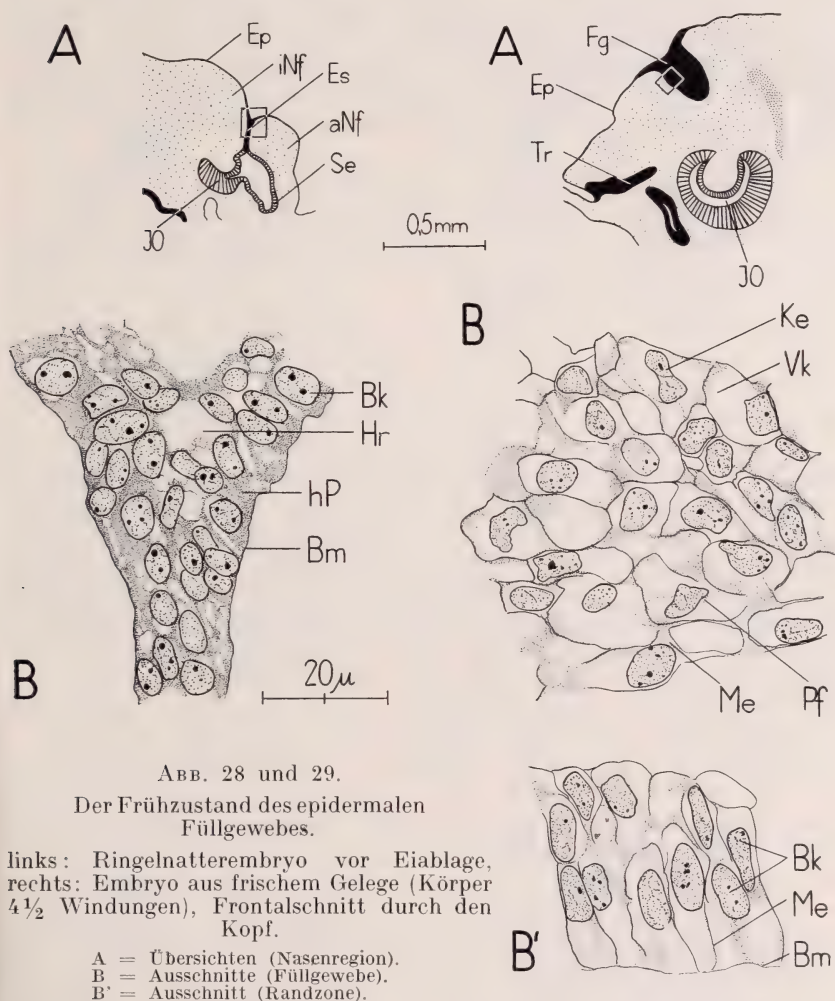 A
Ep
iNf
Es
aNf
Se
JO
A
Fg
Ep
Tr
JO
0,5mm
B
Bk
Hr
hP
Bm
20µ
B
Ke
Vk
Me
Pf
B'
Bk
Me
Bm
ABB. 28 und 29.
Der Frühzustand des epidermalen
Füllgewebes.
links: Ringelnatterembryo vor Eiablage,
rechts: Embryo aus frischem Gelege (Körper
4½ Windungen), Frontalschnitt durch den
Kopf.
A = Übersichten (Nasenregion).
B = Ausschnitte (Füllgewebe).
B' = Ausschnitt (Randzone).